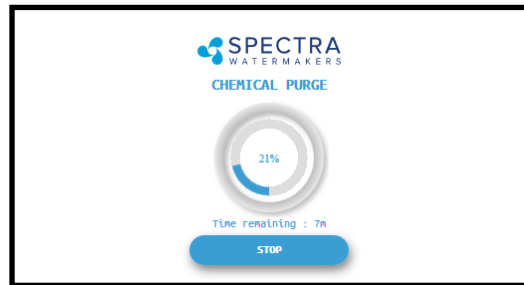 SPECTRA
WATERMAKERS
CHEMICAL PURGE
21%
Time remaining : 7m
STOP